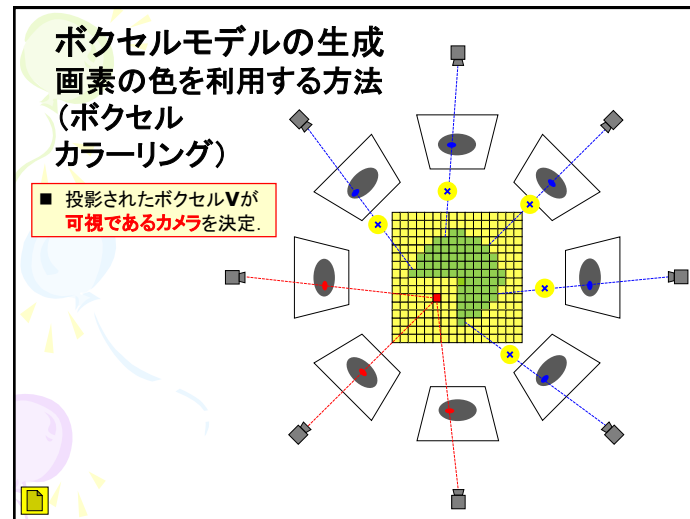 ボクセルモデルの生成
画素の色を利用する方法
(ボクセル
カラーリング)
■ 投影されたボクセルVが
可視であるカメラを決定.